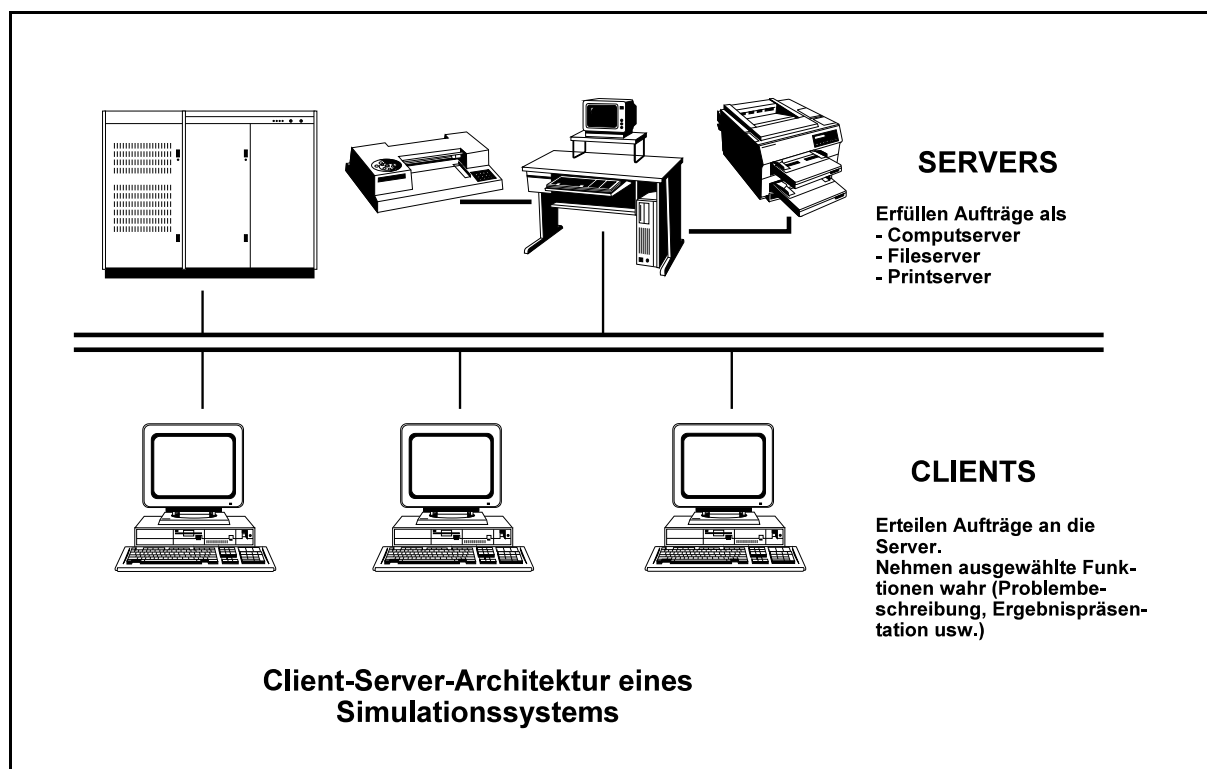 SERVERS
Erfüllen Aufträge als
- Computserver
- Fileserver
- Printserver
CLIENTS
Erteilen Aufträge an die
Server.
Nehmen ausgewählte Funk-
tionen wahr (Problembe-
schreibung, Ergebnispräsen-
tation usw.)
Client-Server-Architektur eines
Simulationssystems